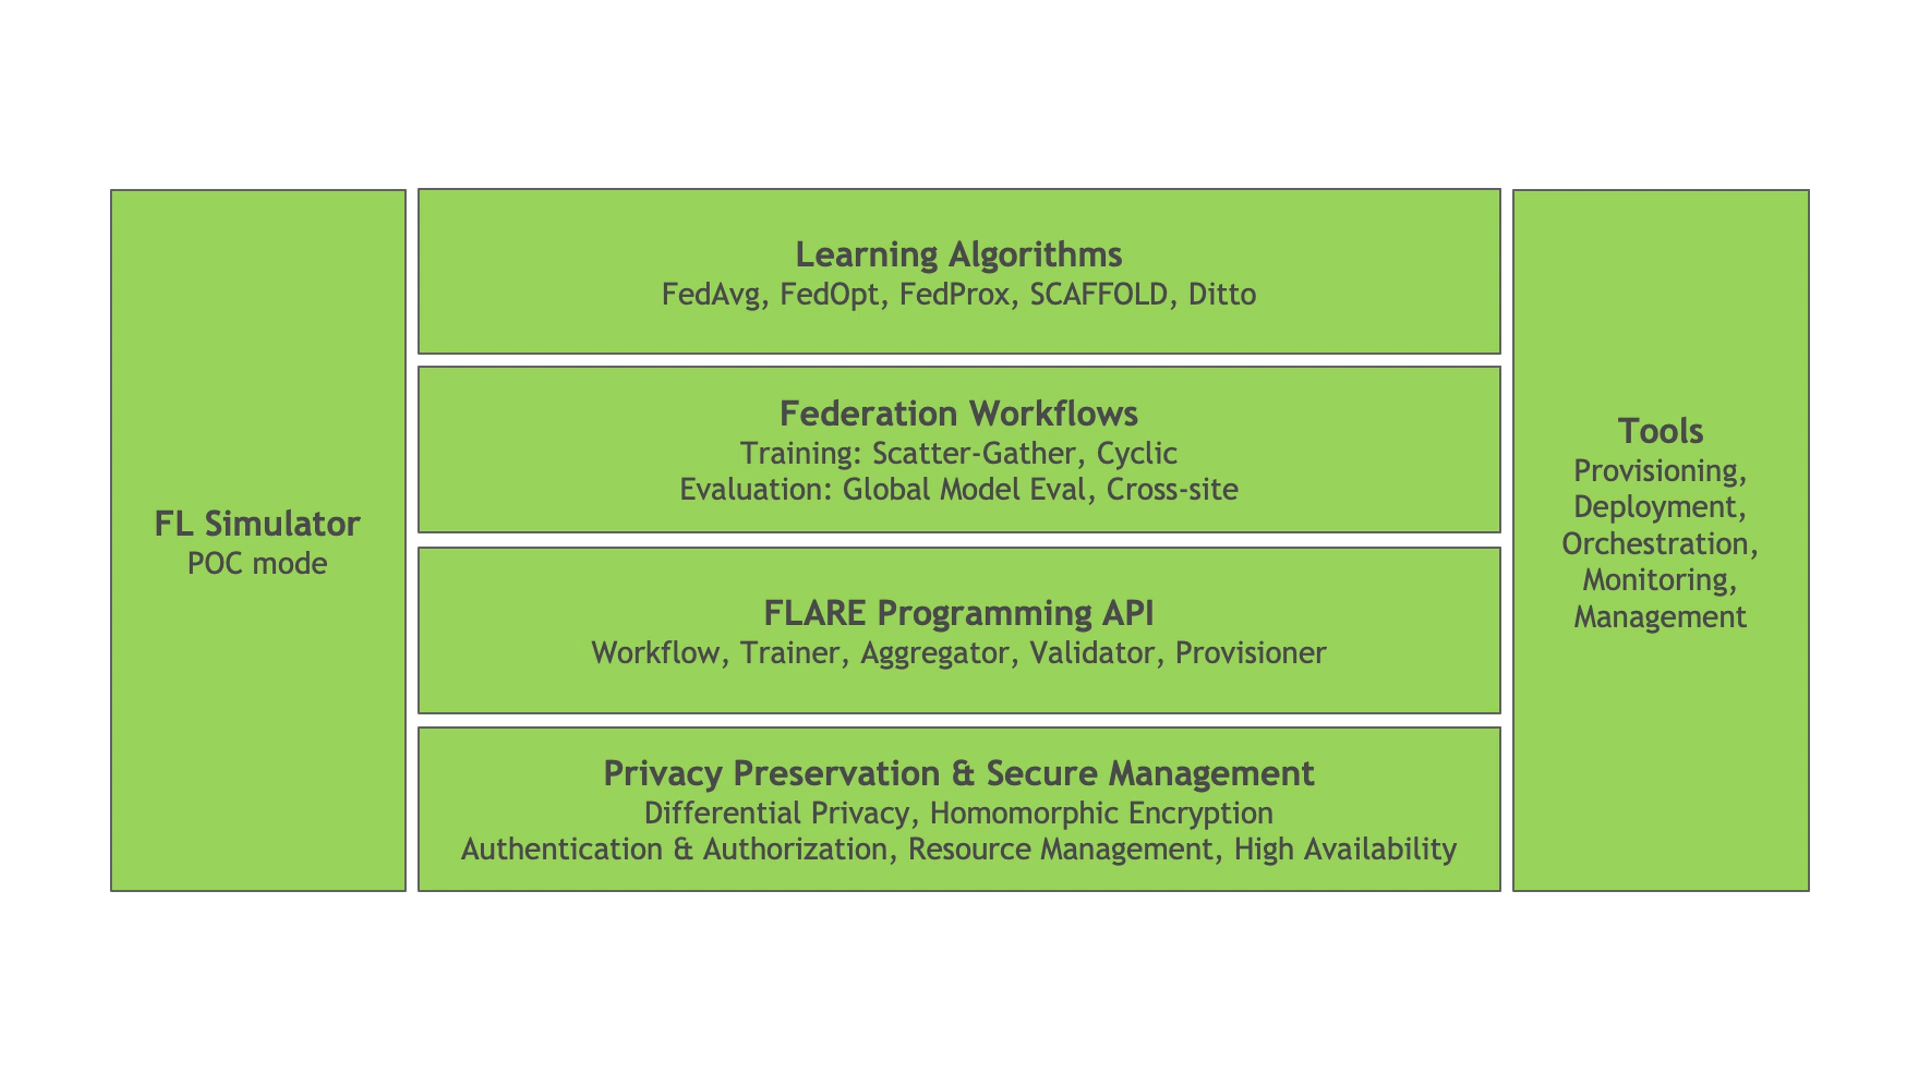 FL Simulator
POC mode
Learning Algorithms
FedAvg, FedOpt, FedProx, SCAFFOLD, Ditto
Federation Workflows
Training: Scatter-Gather, Cyclic
Evaluation: Global Model Eval, Cross-site
FLARE Programming API
Workflow, Trainer, Aggregator, Validator, Provisioner
Privacy Preservation & Secure Management
Differential Privacy, Homomorphic Encryption
Authentication & Authorization, Resource Management, High Availability
Tools
Provisioning,
Deployment,
Orchestration,
Monitoring,
Management